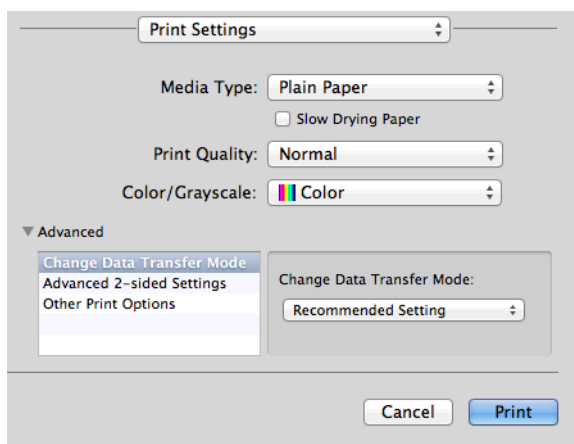 Print Settings
Media Type: Plain Paper
Slow Drying Paper
Print Quality: Normal
Color/Grayscale: Color
Advanced
Change Data Transfer Mode
Advanced 2-sided Settings
Other Print Options
Change Data Transfer Mode:
Recommended Setting
Cancel Print